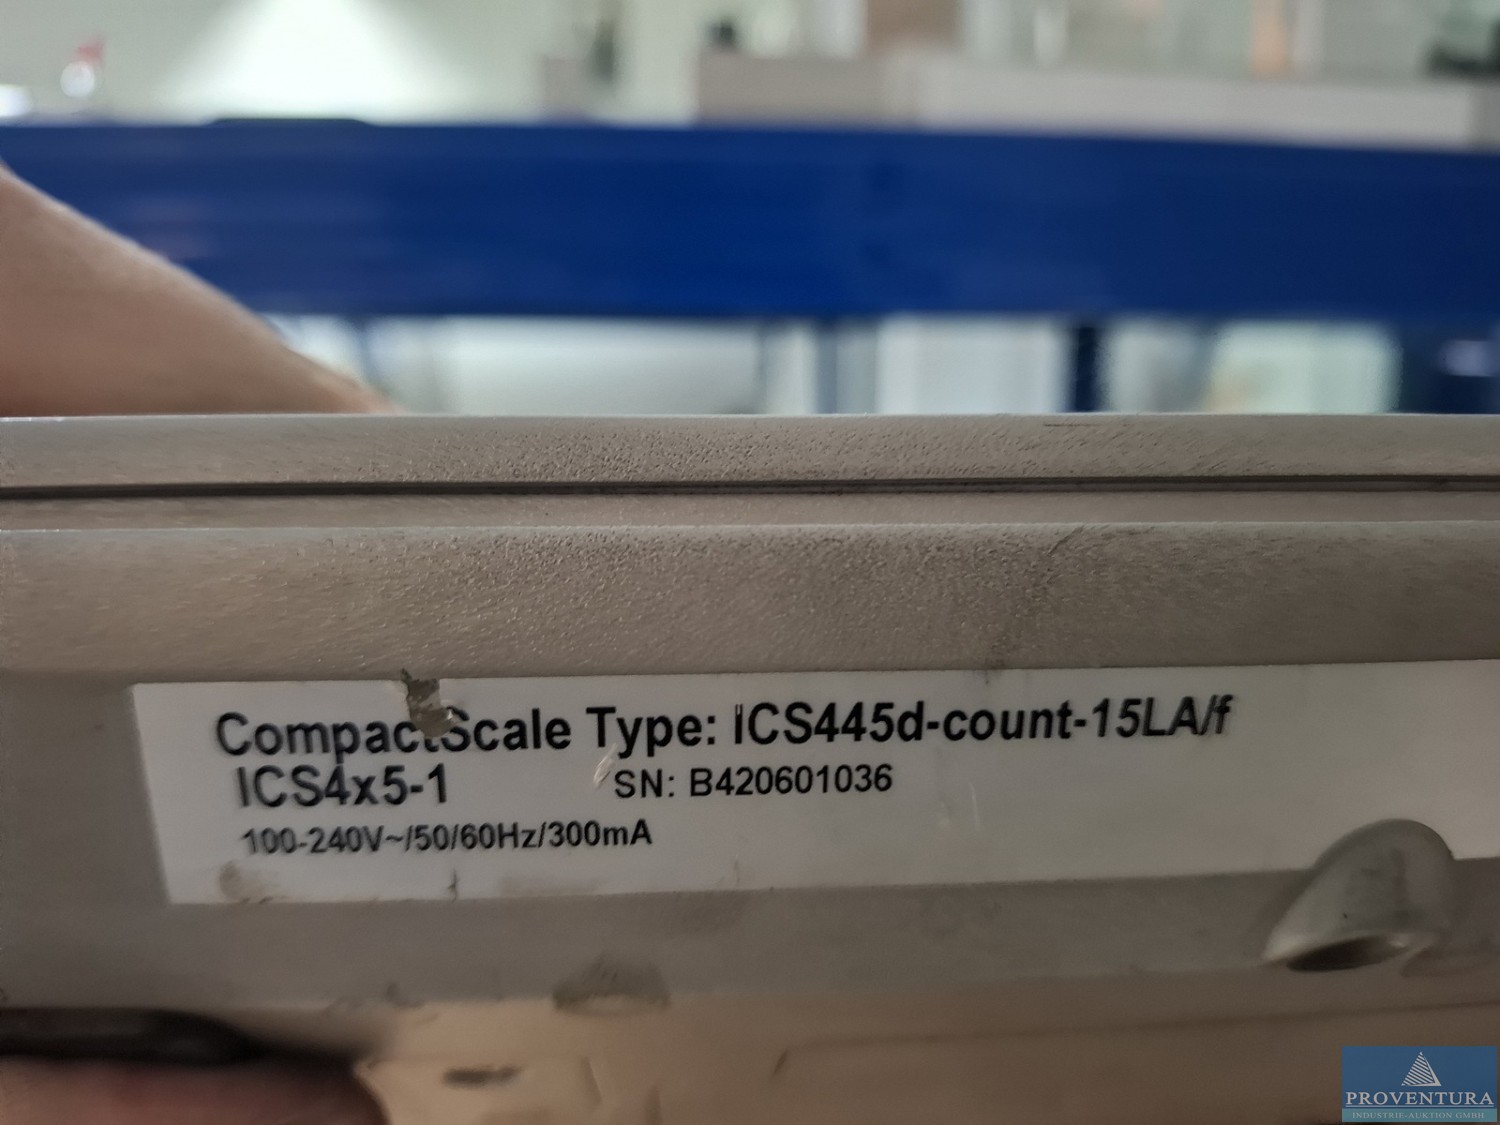 CompactScale Type: ICS445d-count-15LA/f
ICS4x5-1 SN: B420601036
100-240V~/50/60Hz/300mA
PROVENTURA
INDUSTRIE-AUKTION GMBH